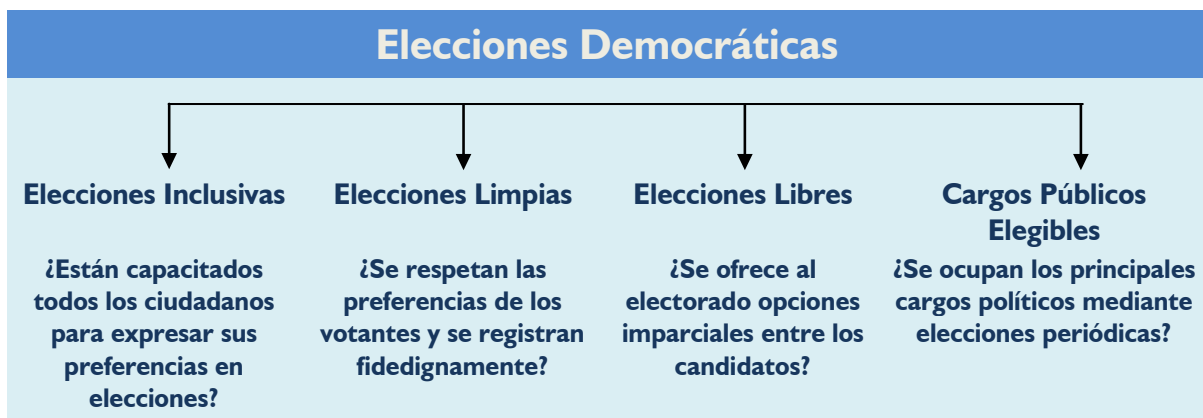 Elecciones Democráticas
Elecciones Inclusivas
¿Están capacitados
todos los ciudadanos
para expresar sus
preferencias en
elecciones?
Elecciones Limpias
¿Se respetan las
preferencias de los
votantes y se registran
fidedignamente?
Elecciones Libres
¿Se ofrece al
electorado opciones
imparciales entre los
candidatos?
Cargos Públicos
Elegibles
¿Se ocupan los principales
cargos políticos mediante
elecciones periódicas?